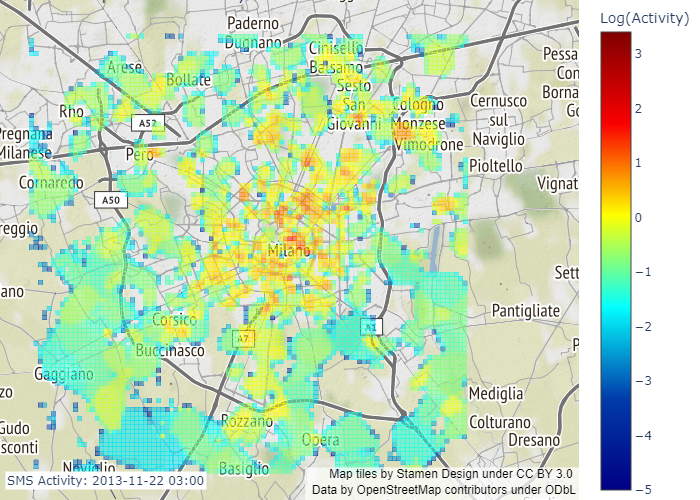 Log(Activity)
Paderno
Dugnano
Cinisello
Balsamo
Arese
Bollate
Sesto
San
Giovanni
Cologno
Monzese
Vimodrone
Cernusco
sul
Naviglio
Pessa
Con
Borna
Go
Rho
A52
Pregnana
Milanese
Pero
Pioltello
Cornaredo
A50
Vignat
reggio
Milano
Sett
ano
Pantigliate
Corsico
A7
A1
Buccinasco
P
Gaggiano
zo
Mediglia
Gudo
sconti
Rozzano
Opera
Colturano
Dresano
Noviglio
Basiglio
SMS Activity: 2013-11-22 03:00
Map tiles by Stamen Design under CC BY 3.0
Data by OpenStreetMap contributors under ODbL
3
2
1
0
−1
−2
−3
−4
−5